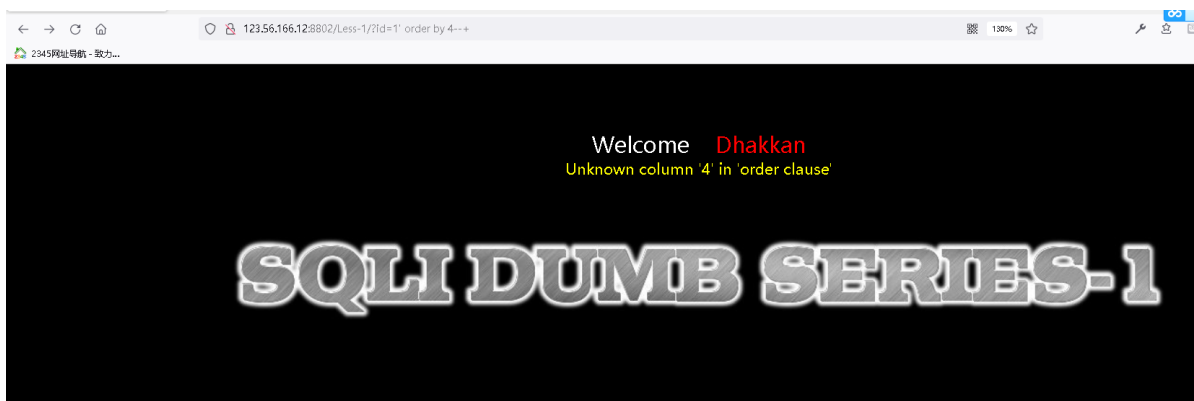 123.56.166.12:8802/Less-1/?id=1' order by 4--+
130%
2345网址导航 - 致力...
Welcome Dhakkan
Unknown column '4' in 'order clause'
SQLI DUMB SERIES-1